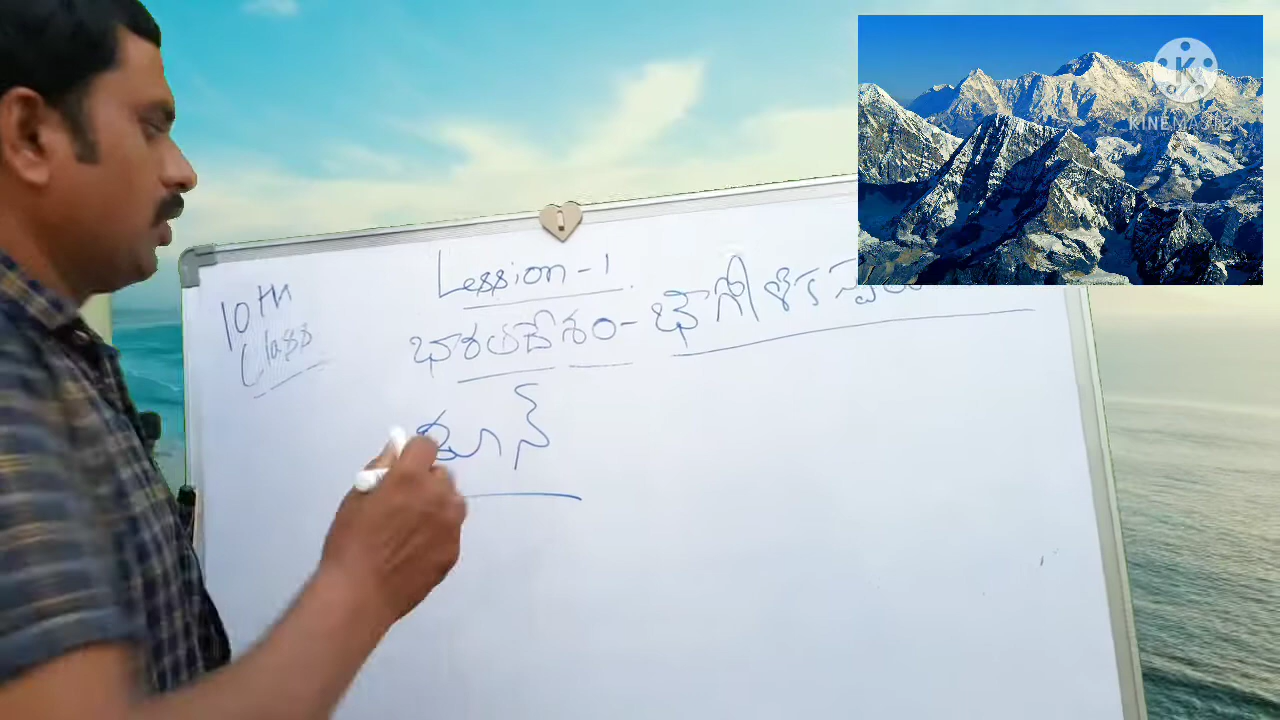 10th
Class
Lession - 1
భారతదేశం - భౌగోళిక
డూన్
KINEMASTER